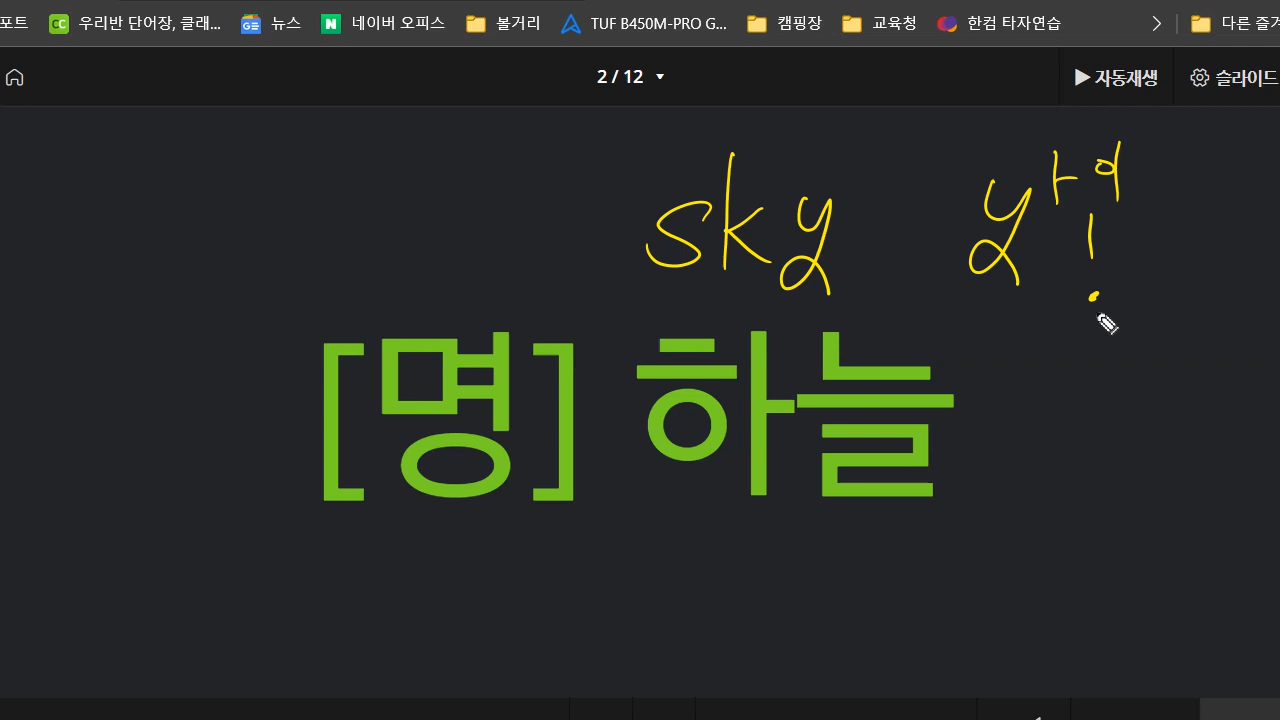 포트 우리반 단어장, 클래... 뉴스 네이버 오피스 볼거리 TUF B450M-PRO G... 캠핑장 교육청 한컴 타자연습 다른 즐겨
2 / 12 ▶ 자동재생 슬라이드
sky y
[명] 하늘